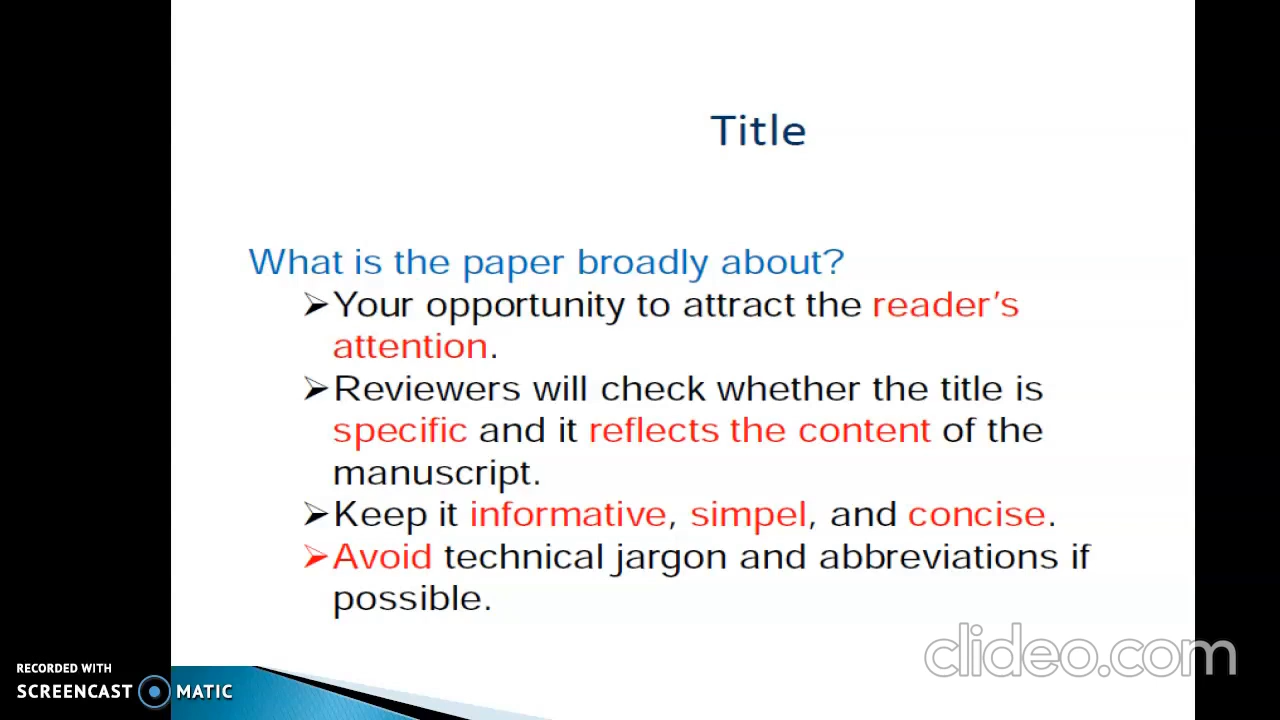 Title
What is the paper broadly about?
➢Your opportunity to attract the reader's
attention.
➢Reviewers will check whether the title is
specific and it reflects the content of the
manuscript.
➢Keep it informative, simpel, and concise.
➢Avoid technical jargon and abbreviations if
possible.
clideo.com
RECORDED WITH
SCREENCAST MATIC